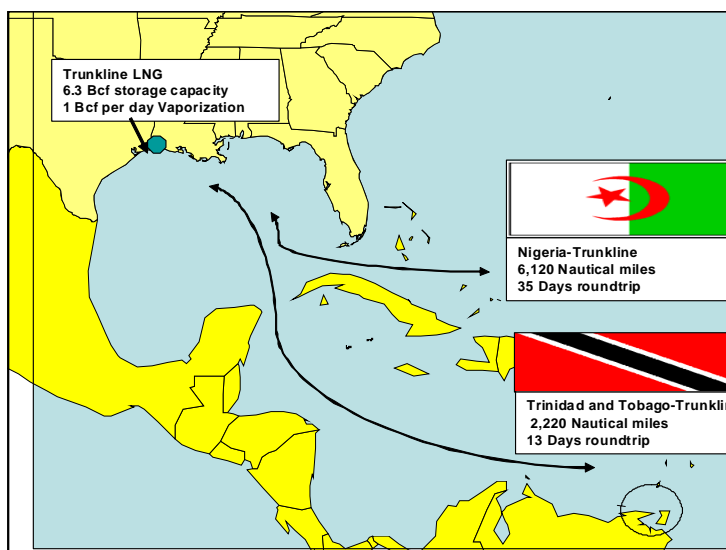 Trunkline LNG
6.3 Bcf storage capacity
1 Bcf per day Vaporization
Nigeria-Trunkline
6,120 Nautical miles
35 Days roundtrip
Trinidad and Tobago-Trunklin
2,220 Nautical miles
13 Days roundtrip